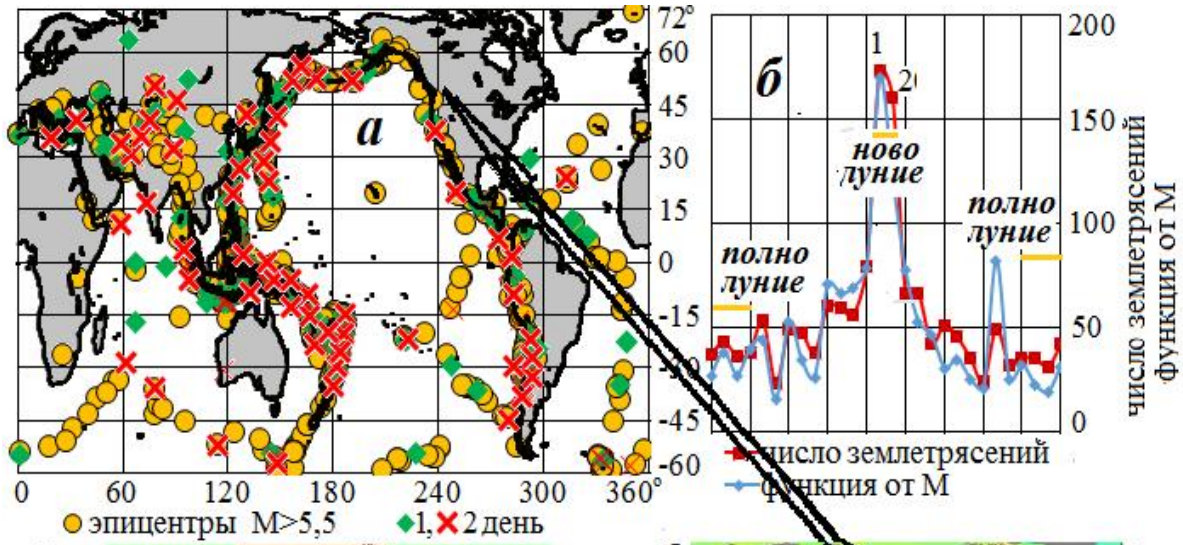 72°
60
45
30
15
0
-15
-30
-45
-60
0 60 120 180 240 300 360°
а
эпицентры М>5,5 1, 2 день
б
1
2
ново
луние
полно
луние
полно
луние
200
150
100
50
0
число землетрясений
функция от М
число землетрясений
функция от М